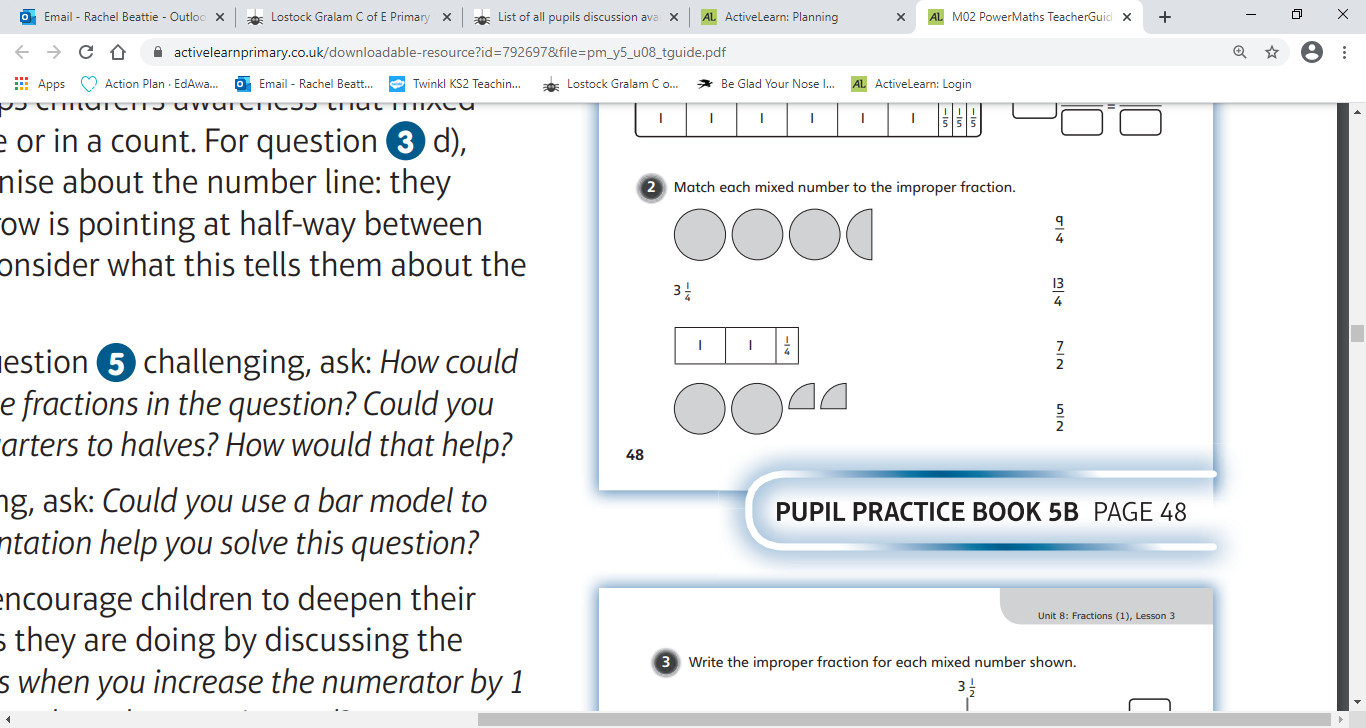 Email - Rachel Beattie - Outloo
Lostock Gralam C of E Primary
List of all pupils discussion avai
ActiveLearn: Planning
M02 PowerMaths TeacherGuid
activelearnprimary.co.uk/downloadable-resource?id=792697&file=pm_y5_u08_tguide.pdf
Apps
Action Plan · EdAwa...
Email - Rachel Beatt...
Twinkl KS2 Teachin...
Lostock Gralam C o...
Be Glad Your Nose I...
ActiveLearn: Login
ps children's awareness that mixed
e or in a count. For question 3 d),
nise about the number line: they
row is pointing at half-way between
onsider what this tells them about the
uestion 5 challenging, ask: How could
e fractions in the question? Could you
uarters to halves? How would that help?
ng, ask: Could you use a bar model to
ntation help you solve this question?
encourage children to deepen their
s they are doing by discussing the
s when you increase the numerator by 1
1 1 1 1 1 1 1/5 1/5 1/5
=
2 Match each mixed number to the improper fraction.
9/4
3 1/4
13/4
1 1 1/4
7/2
5/2
48
PUPIL PRACTICE BOOK 5B PAGE 48
Unit 8: Fractions (1), Lesson 3
3 Write the improper fraction for each mixed number shown.
3 1/2